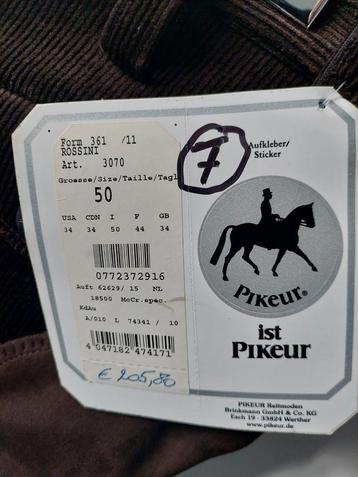 Form 361 /11
ROSSINI
Art. 3070
Groesse/Size/Taille/Tagl
50
USA CDN I F GB
34 34 50 44 34
0772372916
Auft 62629/ 15 NL
18500 McCr.spec.
KdAu
A/010 L 74341 / 10
4 047182 474171
€ 205,80
7
Aufkleber/
Sticker
PIKEUR®
ist
PIKEUR
PIKEUR Reitmoden
Brinkmann GmbH & Co. KG
Esch 19 · 33824 Werther
www.pikeur.de